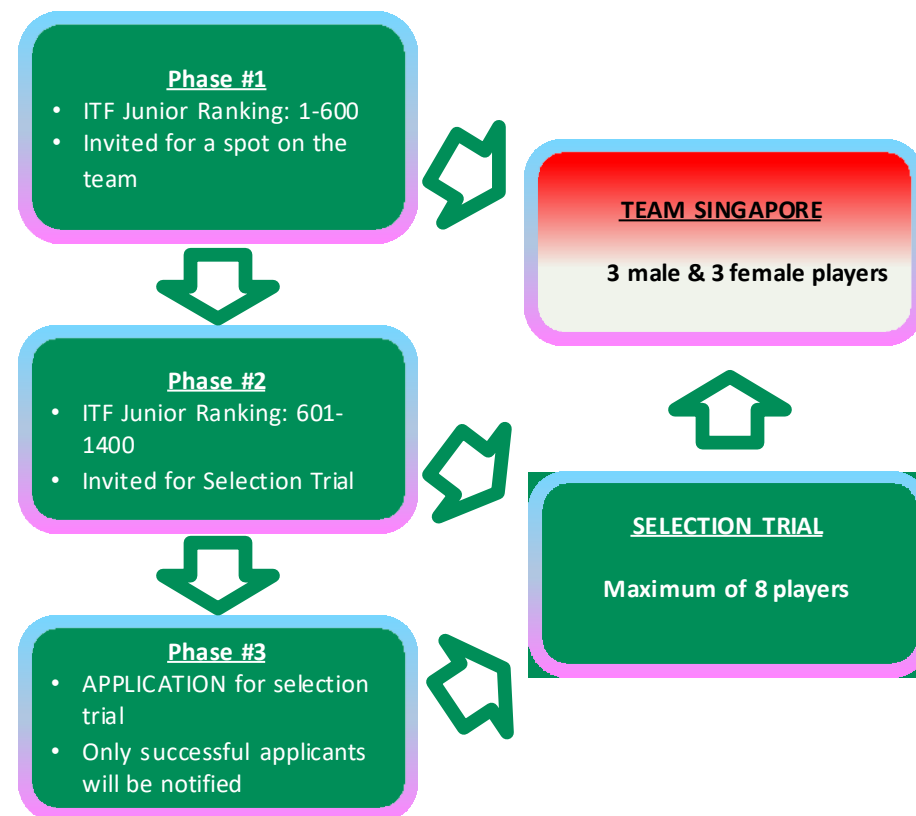 Phase #1
• ITF Junior Ranking: 1-600
• Invited for a spot on the
team
TEAM SINGAPORE
3 male & 3 female players
Phase #2
• ITF Junior Ranking: 601-
1400
• Invited for Selection Trial
SELECTION TRIAL
Maximum of 8 players
Phase #3
• APPLICATION for selection
trial
• Only successful applicants
will be notified